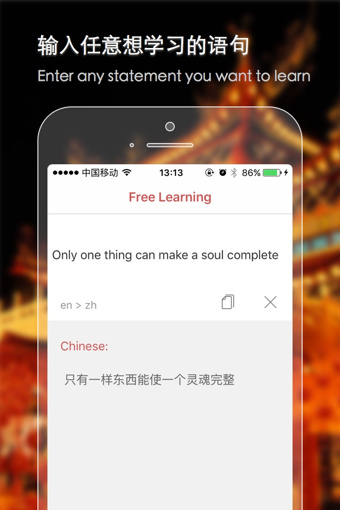 输入任意想学习的语句
Enter any statement you want to learn
中国移动 13:13 86%
Free Learning
Only one thing can make a soul complete
en > zh
Chinese:
只有一样东西能使一个灵魂完整